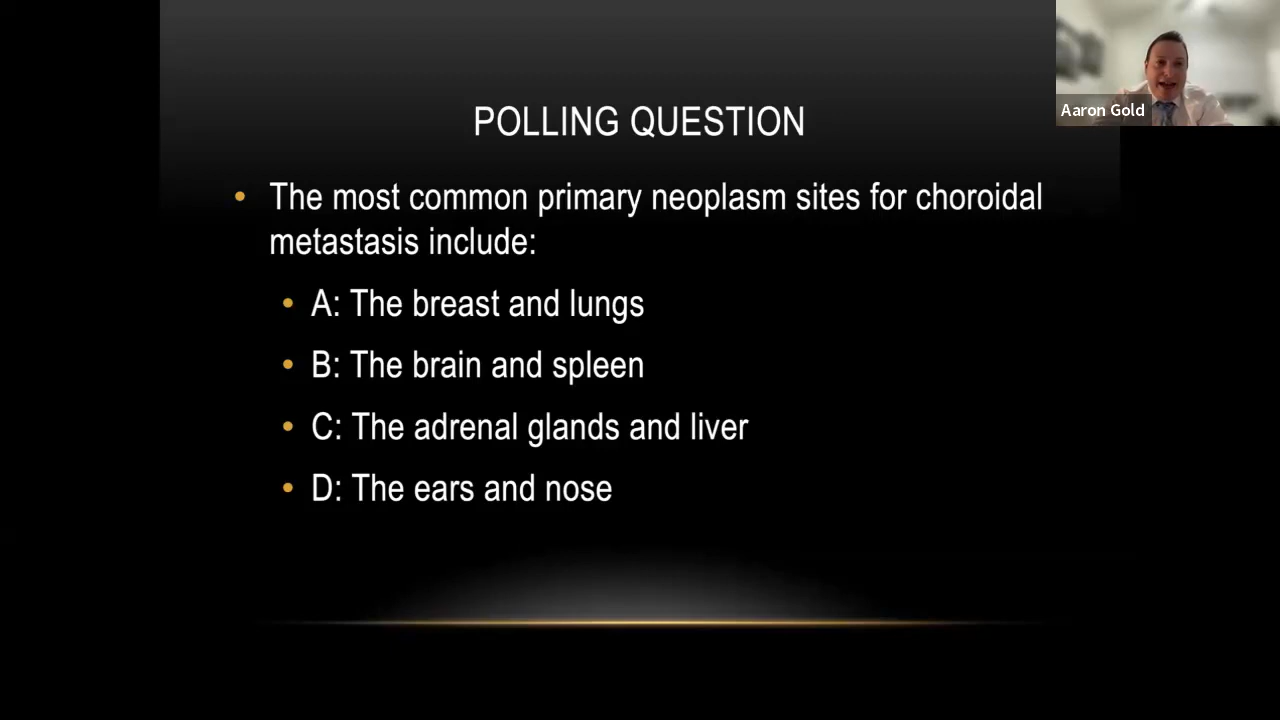 Aaron Gold
POLLING QUESTION
• The most common primary neoplasm sites for choroidal
metastasis include:
• A: The breast and lungs
• B: The brain and spleen
• C: The adrenal glands and liver
• D: The ears and nose